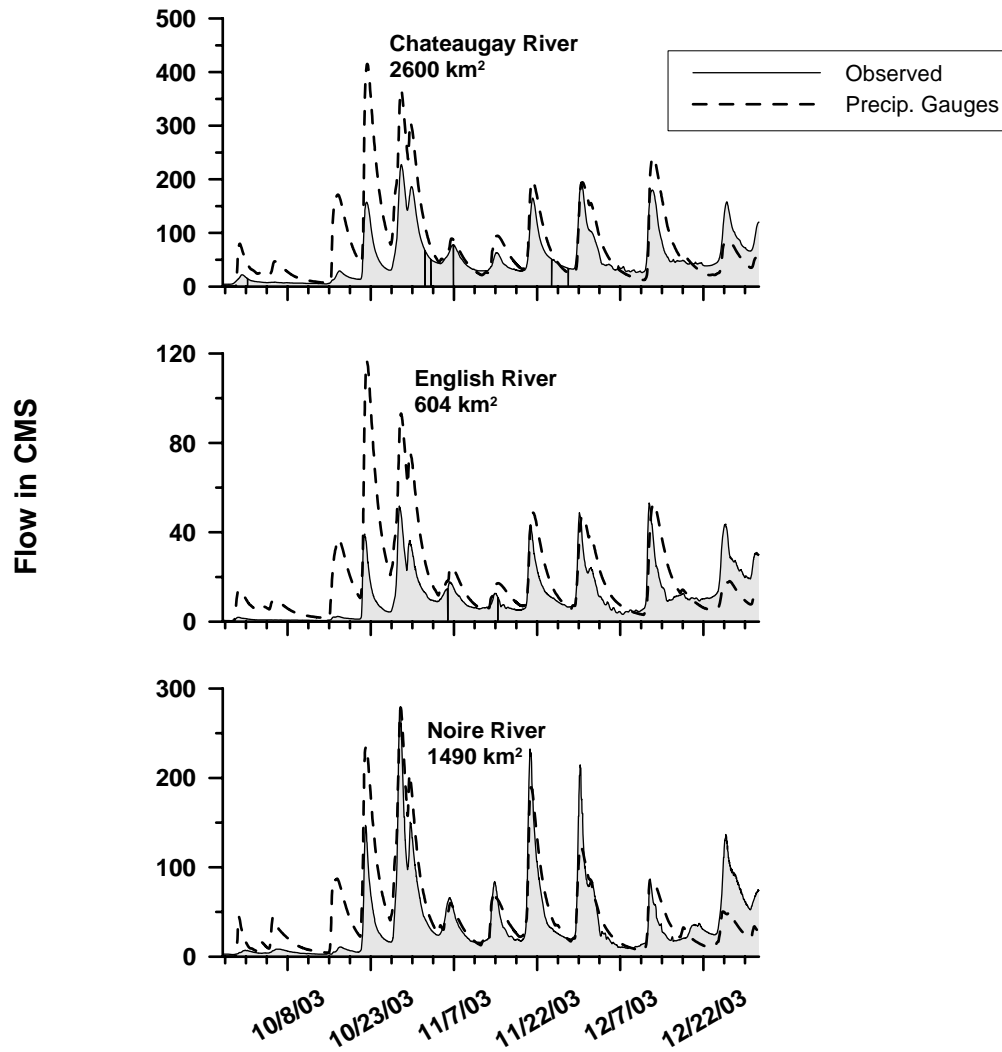 500
400
300
200
100
0
Chateaugay River
2600 km²
Observed
Precip. Gauges
Flow in CMS
120
80
40
0
English River
604 km²
300
200
100
0
Noire River
1490 km²
10/8/03
10/23/03
11/7/03
11/22/03
12/7/03
12/22/03